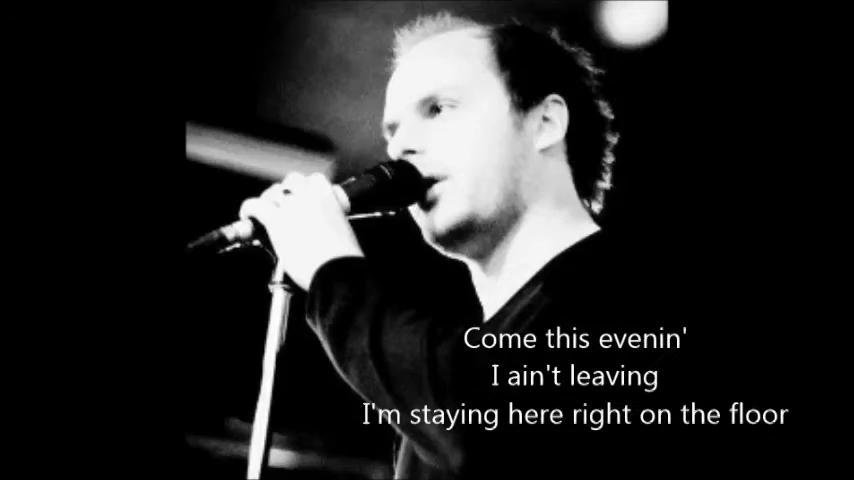 Come this evenin'
I ain't leaving
I'm staying here right on the floor